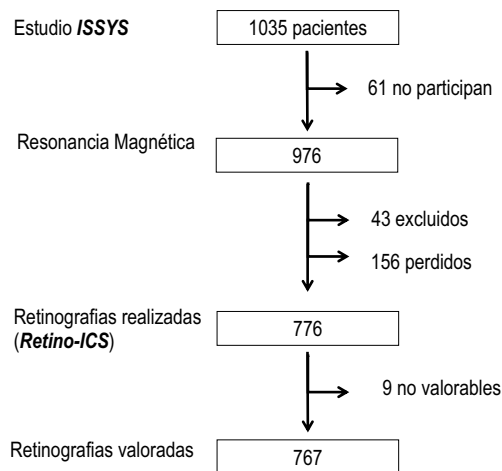 Estudio ISSYS
1035 pacientes
61 no participan
Resonancia Magnética
976
43 excluidos
156 perdidos
Retinografias realizadas
(Retino-ICS)
776
9 no valorables
Retinografias valoradas
767